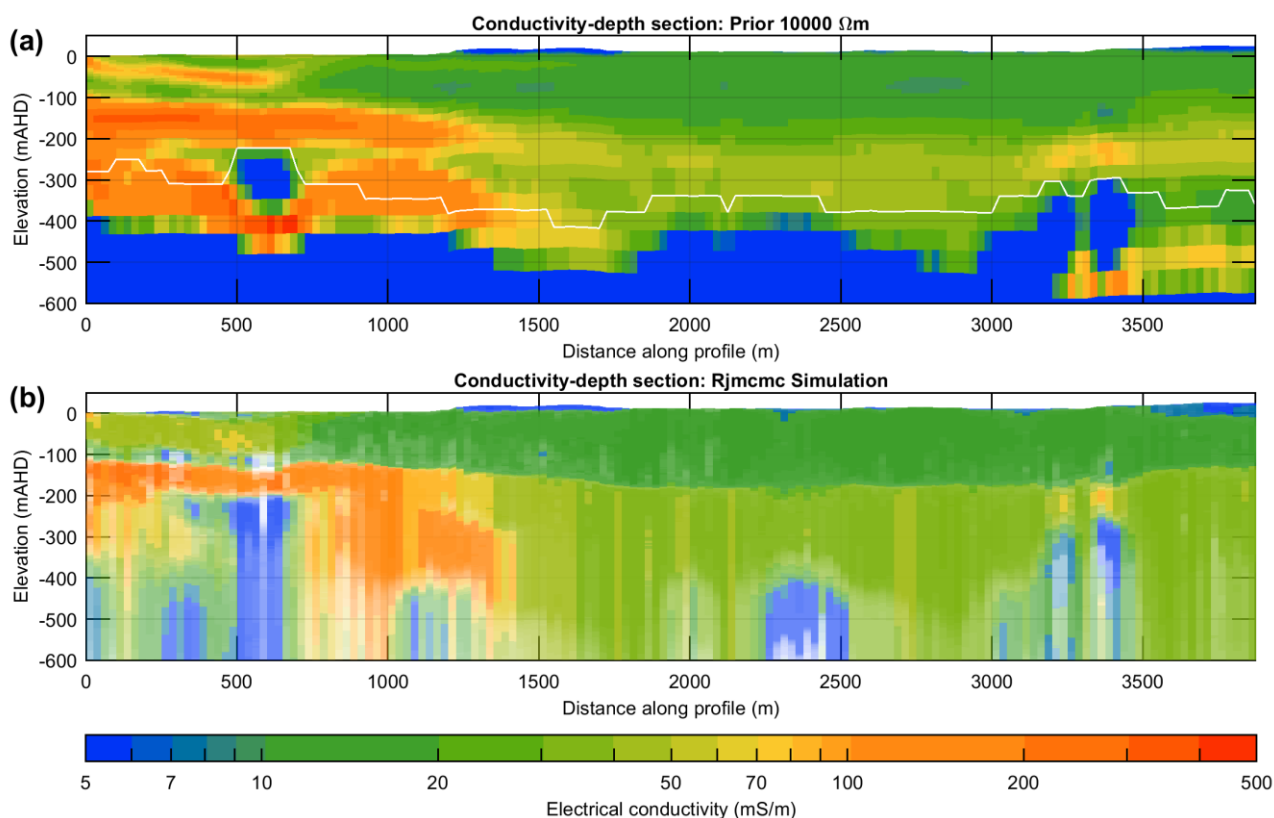 (a)
Conductivity-depth section: Prior 10000 Ωm
Elevation (mAHD)
0
-100
-200
-300
-400
-500
-600
0 500 1000 1500 2000 2500 3000 3500
Distance along profile (m)
(b)
Conductivity-depth section: Rjmcmc Simulation
Elevation (mAHD)
0
-100
-200
-300
-400
-500
-600
0 500 1000 1500 2000 2500 3000 3500
Distance along profile (m)
5 7 10 20 50 70 100 200 500
Electrical conductivity (mS/m)